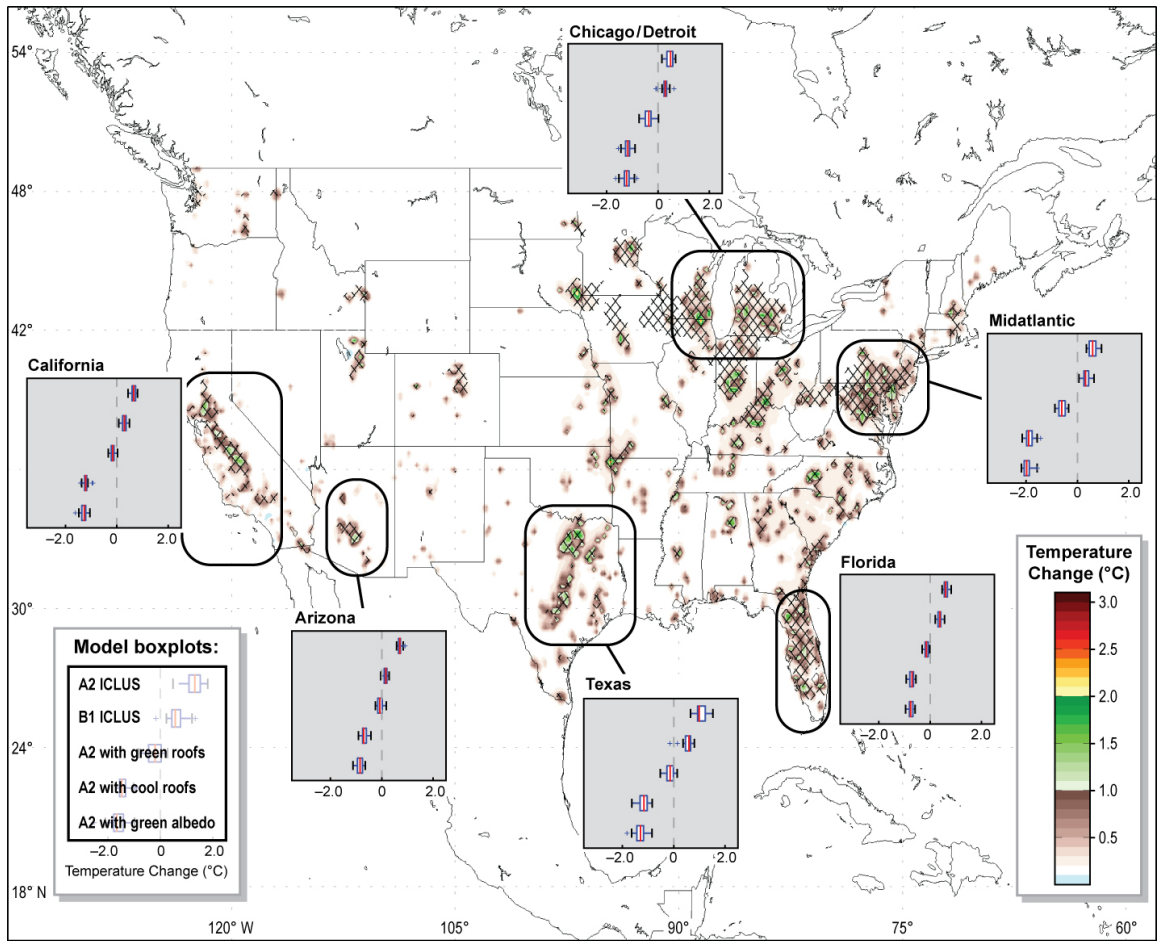 54°
48°
42°
30°
24°
18° N
120° W
105°
90°
75°
60°
Chicago/Detroit
−2.0 0 2.0
Midatlantic
−2.0 0 2.0
California
−2.0 0 2.0
Arizona
−2.0 0 2.0
Texas
−2.0 0 2.0
Florida
−2.0 0 2.0
Model boxplots:
A2 ICLUS
B1 ICLUS
A2 with green roofs
A2 with cool roofs
A2 with green albedo
−2.0 0 2.0
Temperature Change (°C)
Temperature
Change (°C)
3.0
2.5
2.0
1.5
1.0
0.5